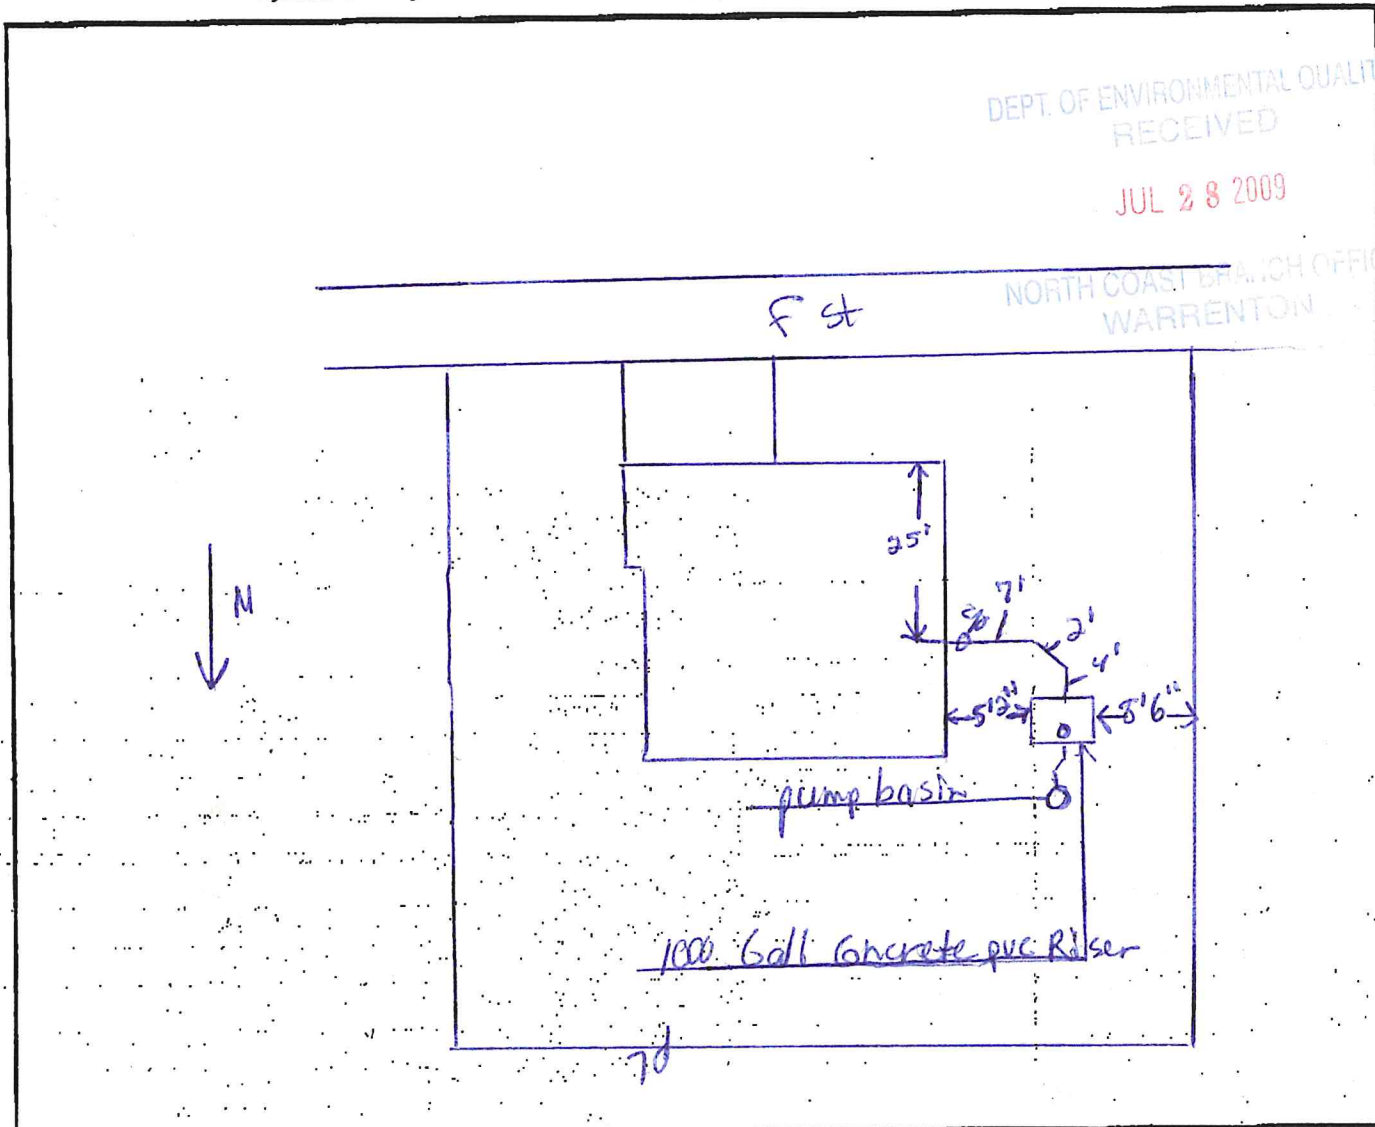 DEPT. OF ENVIRONMENTAL QUALIT
RECEIVED
JUL 28 2009
NORTH COAST BRANCH OFFIC
WARRENTON
F St
N
25'
7'
2'
4'
5'2"
8'6"
pump basin
1000 Gall Concrete pvc Riser